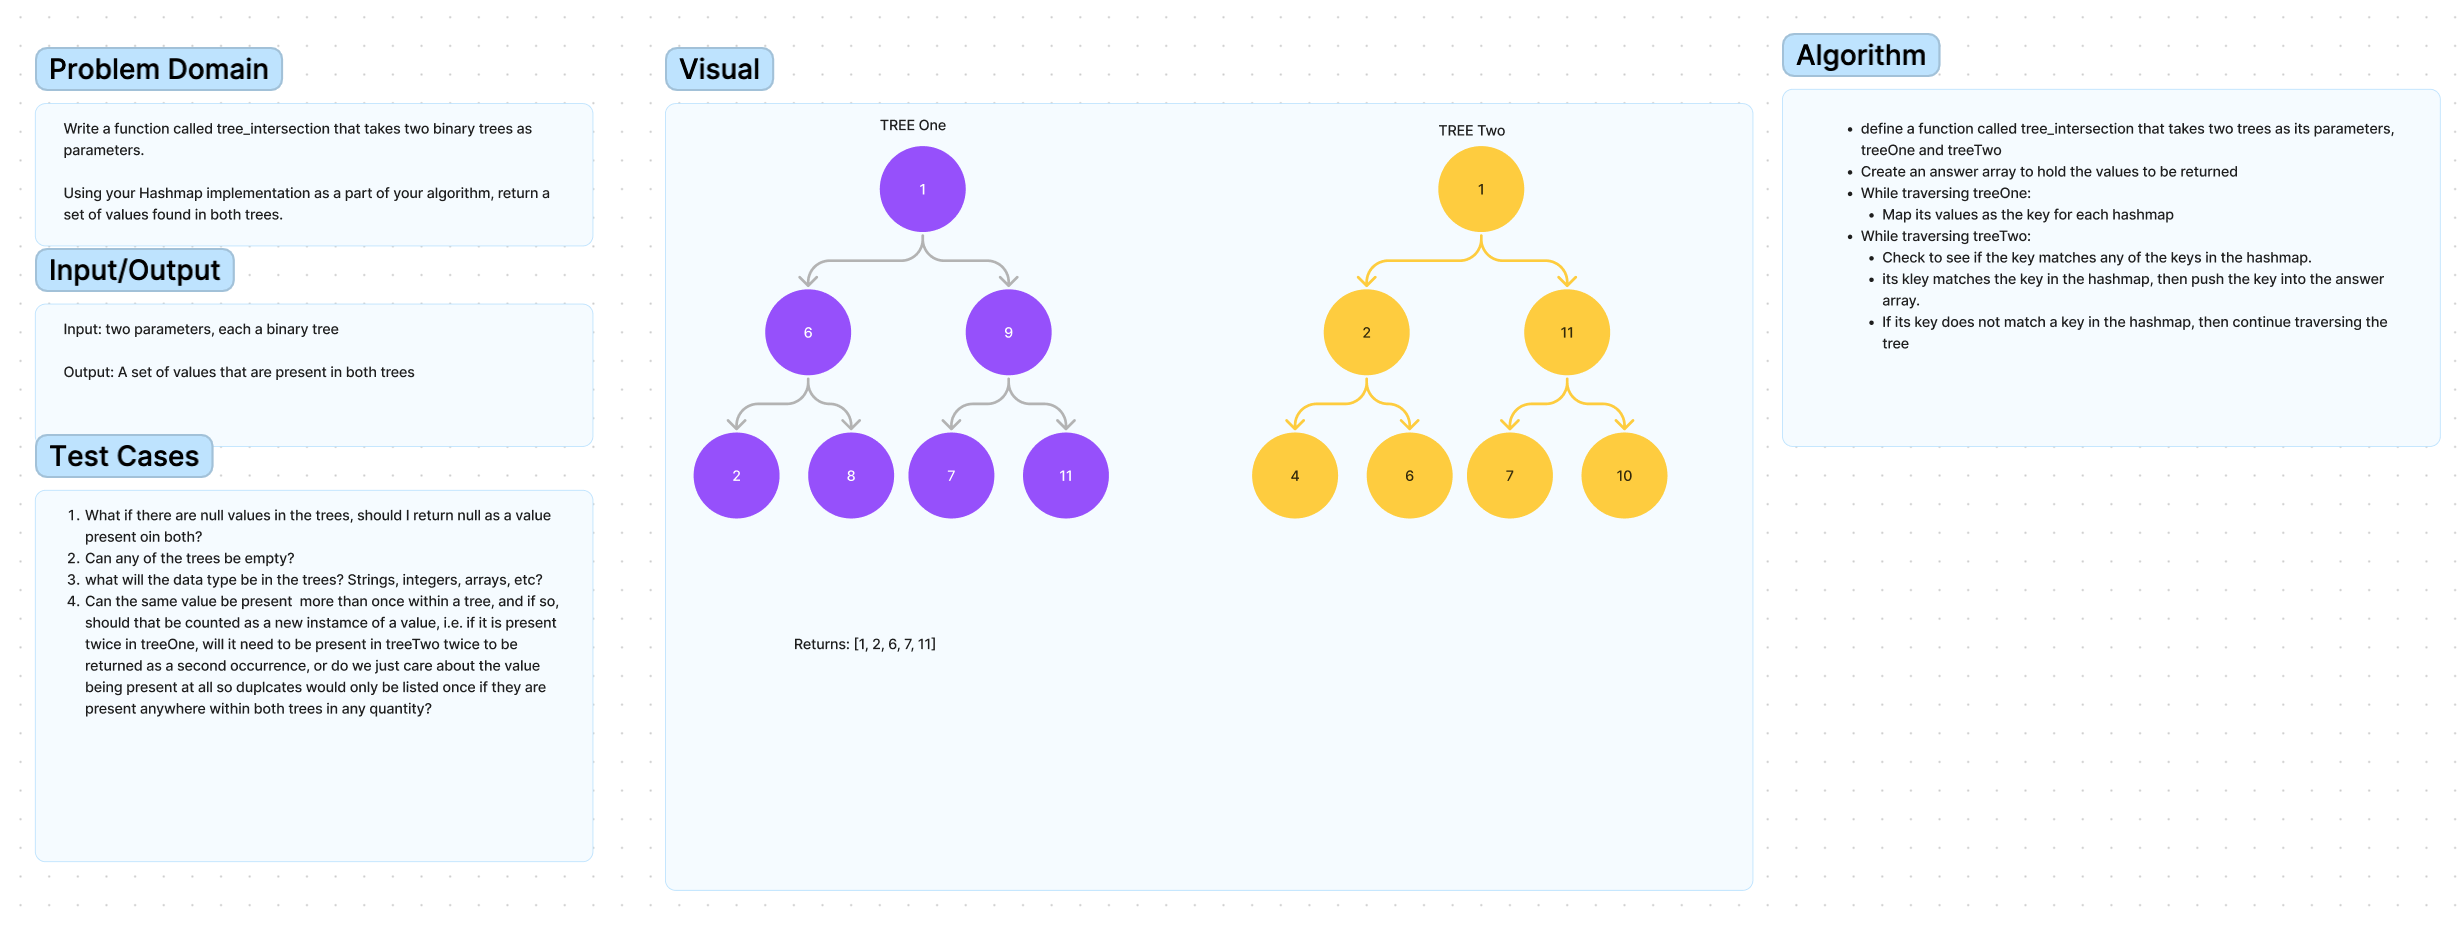 Problem Domain
Write a function called tree_intersection that takes two binary trees as
parameters.
Using your Hashmap implementation as a part of your algorithm, return a
set of values found in both trees.
Input/Output
Input: two parameters, each a binary tree
Output: A set of values that are present in both trees
Test Cases
1. What if there are null values in the trees, should I return null as a value
present oin both?
2. Can any of the trees be empty?
3. what will the data type be in the trees? Strings, integers, arrays, etc?
4. Can the same value be present  more than once within a tree, and if so,
should that be counted as a new instamce of a value, i.e. if it is present
twice in treeOne, will it need to be present in treeTwo twice to be
returned as a second occurrence, or do we just care about the value
being present at all so duplcates would only be listed once if they are
present anywhere within both trees in any quantity?
Visual
TREE One
1
6 9
2 8 7 11
TREE Two
1
2 11
4 6 7 10
Returns: [1, 2, 6, 7, 11]
Algorithm
• define a function called tree_intersection that takes two trees as its parameters,
treeOne and treeTwo
• Create an answer array to hold the values to be returned
• While traversing treeOne:
• Map its values as the key for each hashmap
• While traversing treeTwo:
• Check to see if the key matches any of the keys in the hashmap.
• its kley matches the key in the hashmap, then push the key into the answer
array.
• If its key does not match a key in the hashmap, then continue traversing the
tree